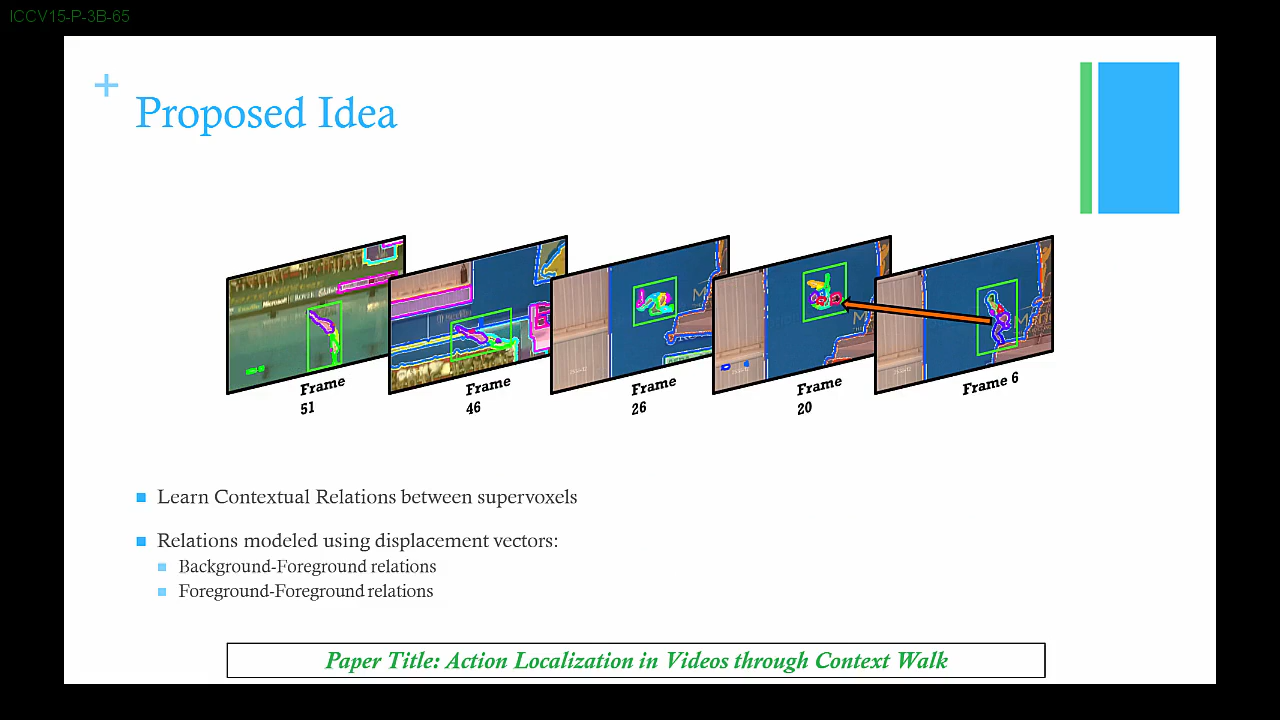 ICCV15-P-3B-65
+
Proposed Idea
Microsoft
Frame 51
Frame 46
Frame 26
Frame 20
Frame 6
Learn Contextual Relations between supervoxels
Relations modeled using displacement vectors:
Background-Foreground relations
Foreground-Foreground relations
Paper Title: Action Localization in Videos through Context Walk